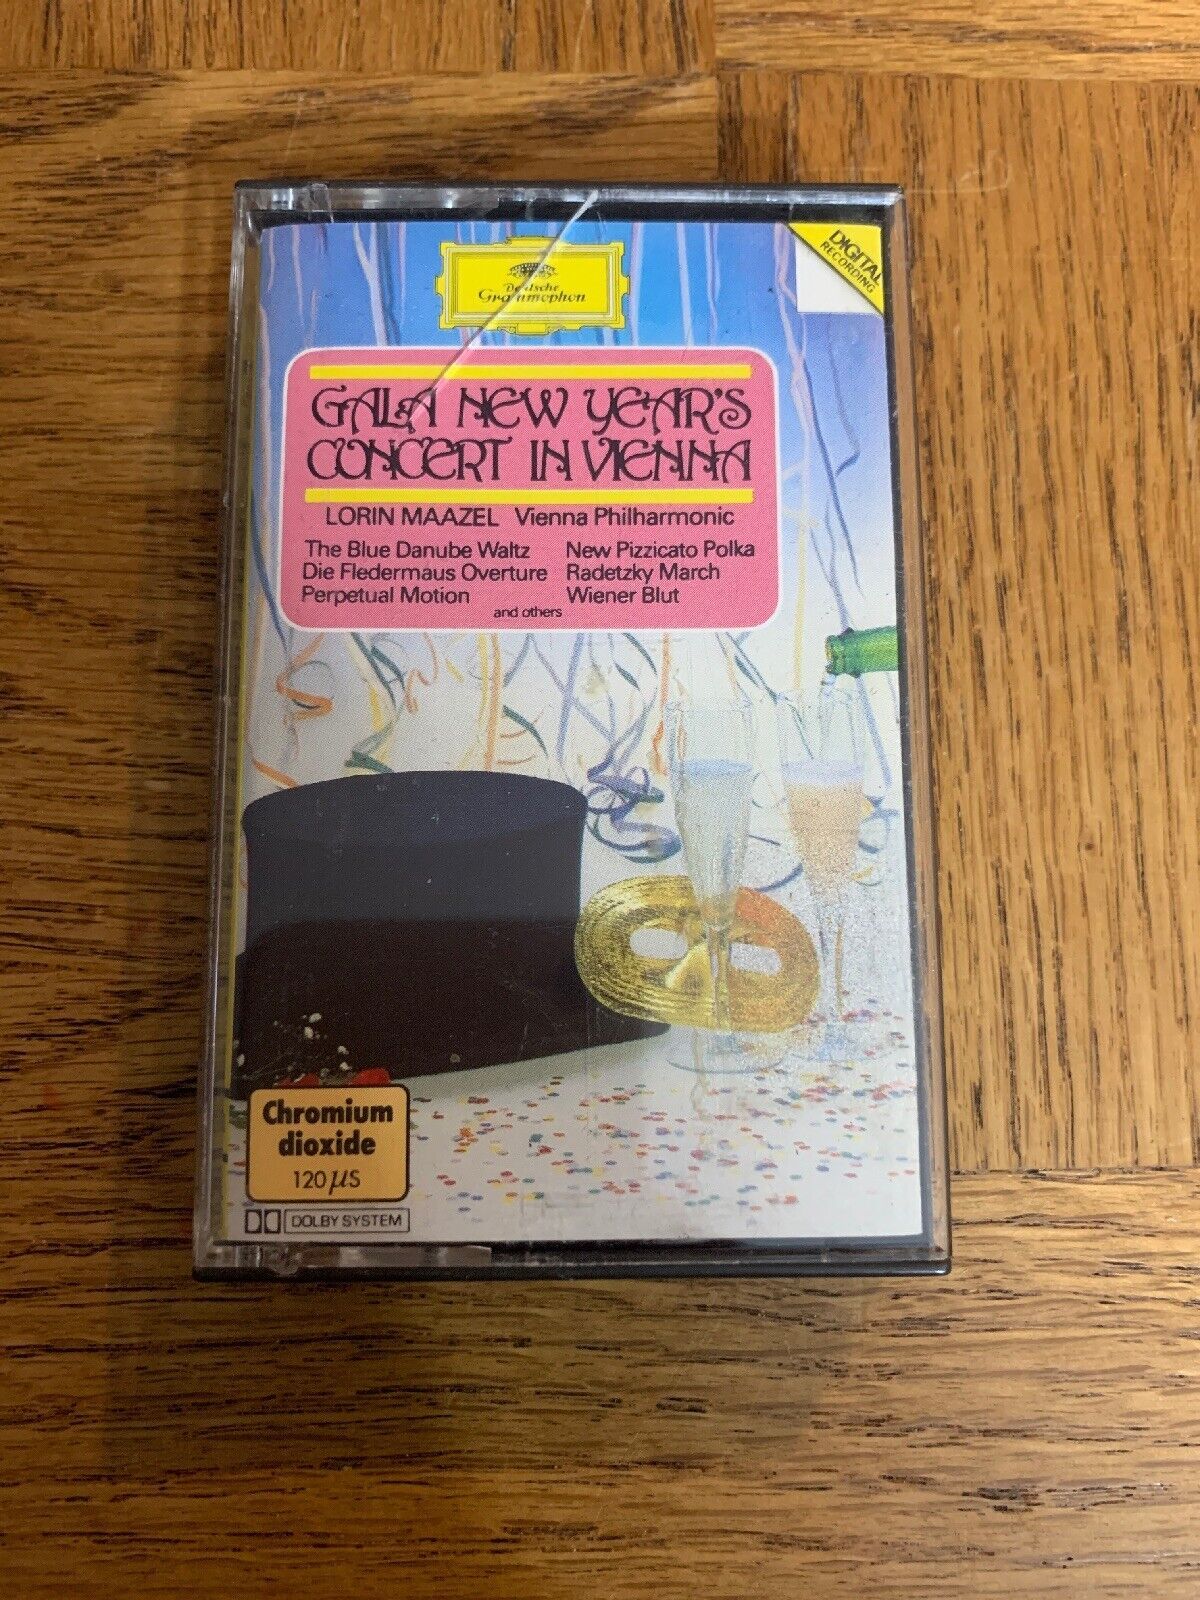 Deutsche
Grammophon
DIGITAL
RECORDING
GALA NEW YEAR'S
CONCERT IN VIENNA
LORIN MAAZEL Vienna Philharmonic
The Blue Danube Waltz New Pizzicato Polka
Die Fledermaus Overture Radetzky March
Perpetual Motion Wiener Blut
and others
Chromium
dioxide
120 µs
DOLBY SYSTEM